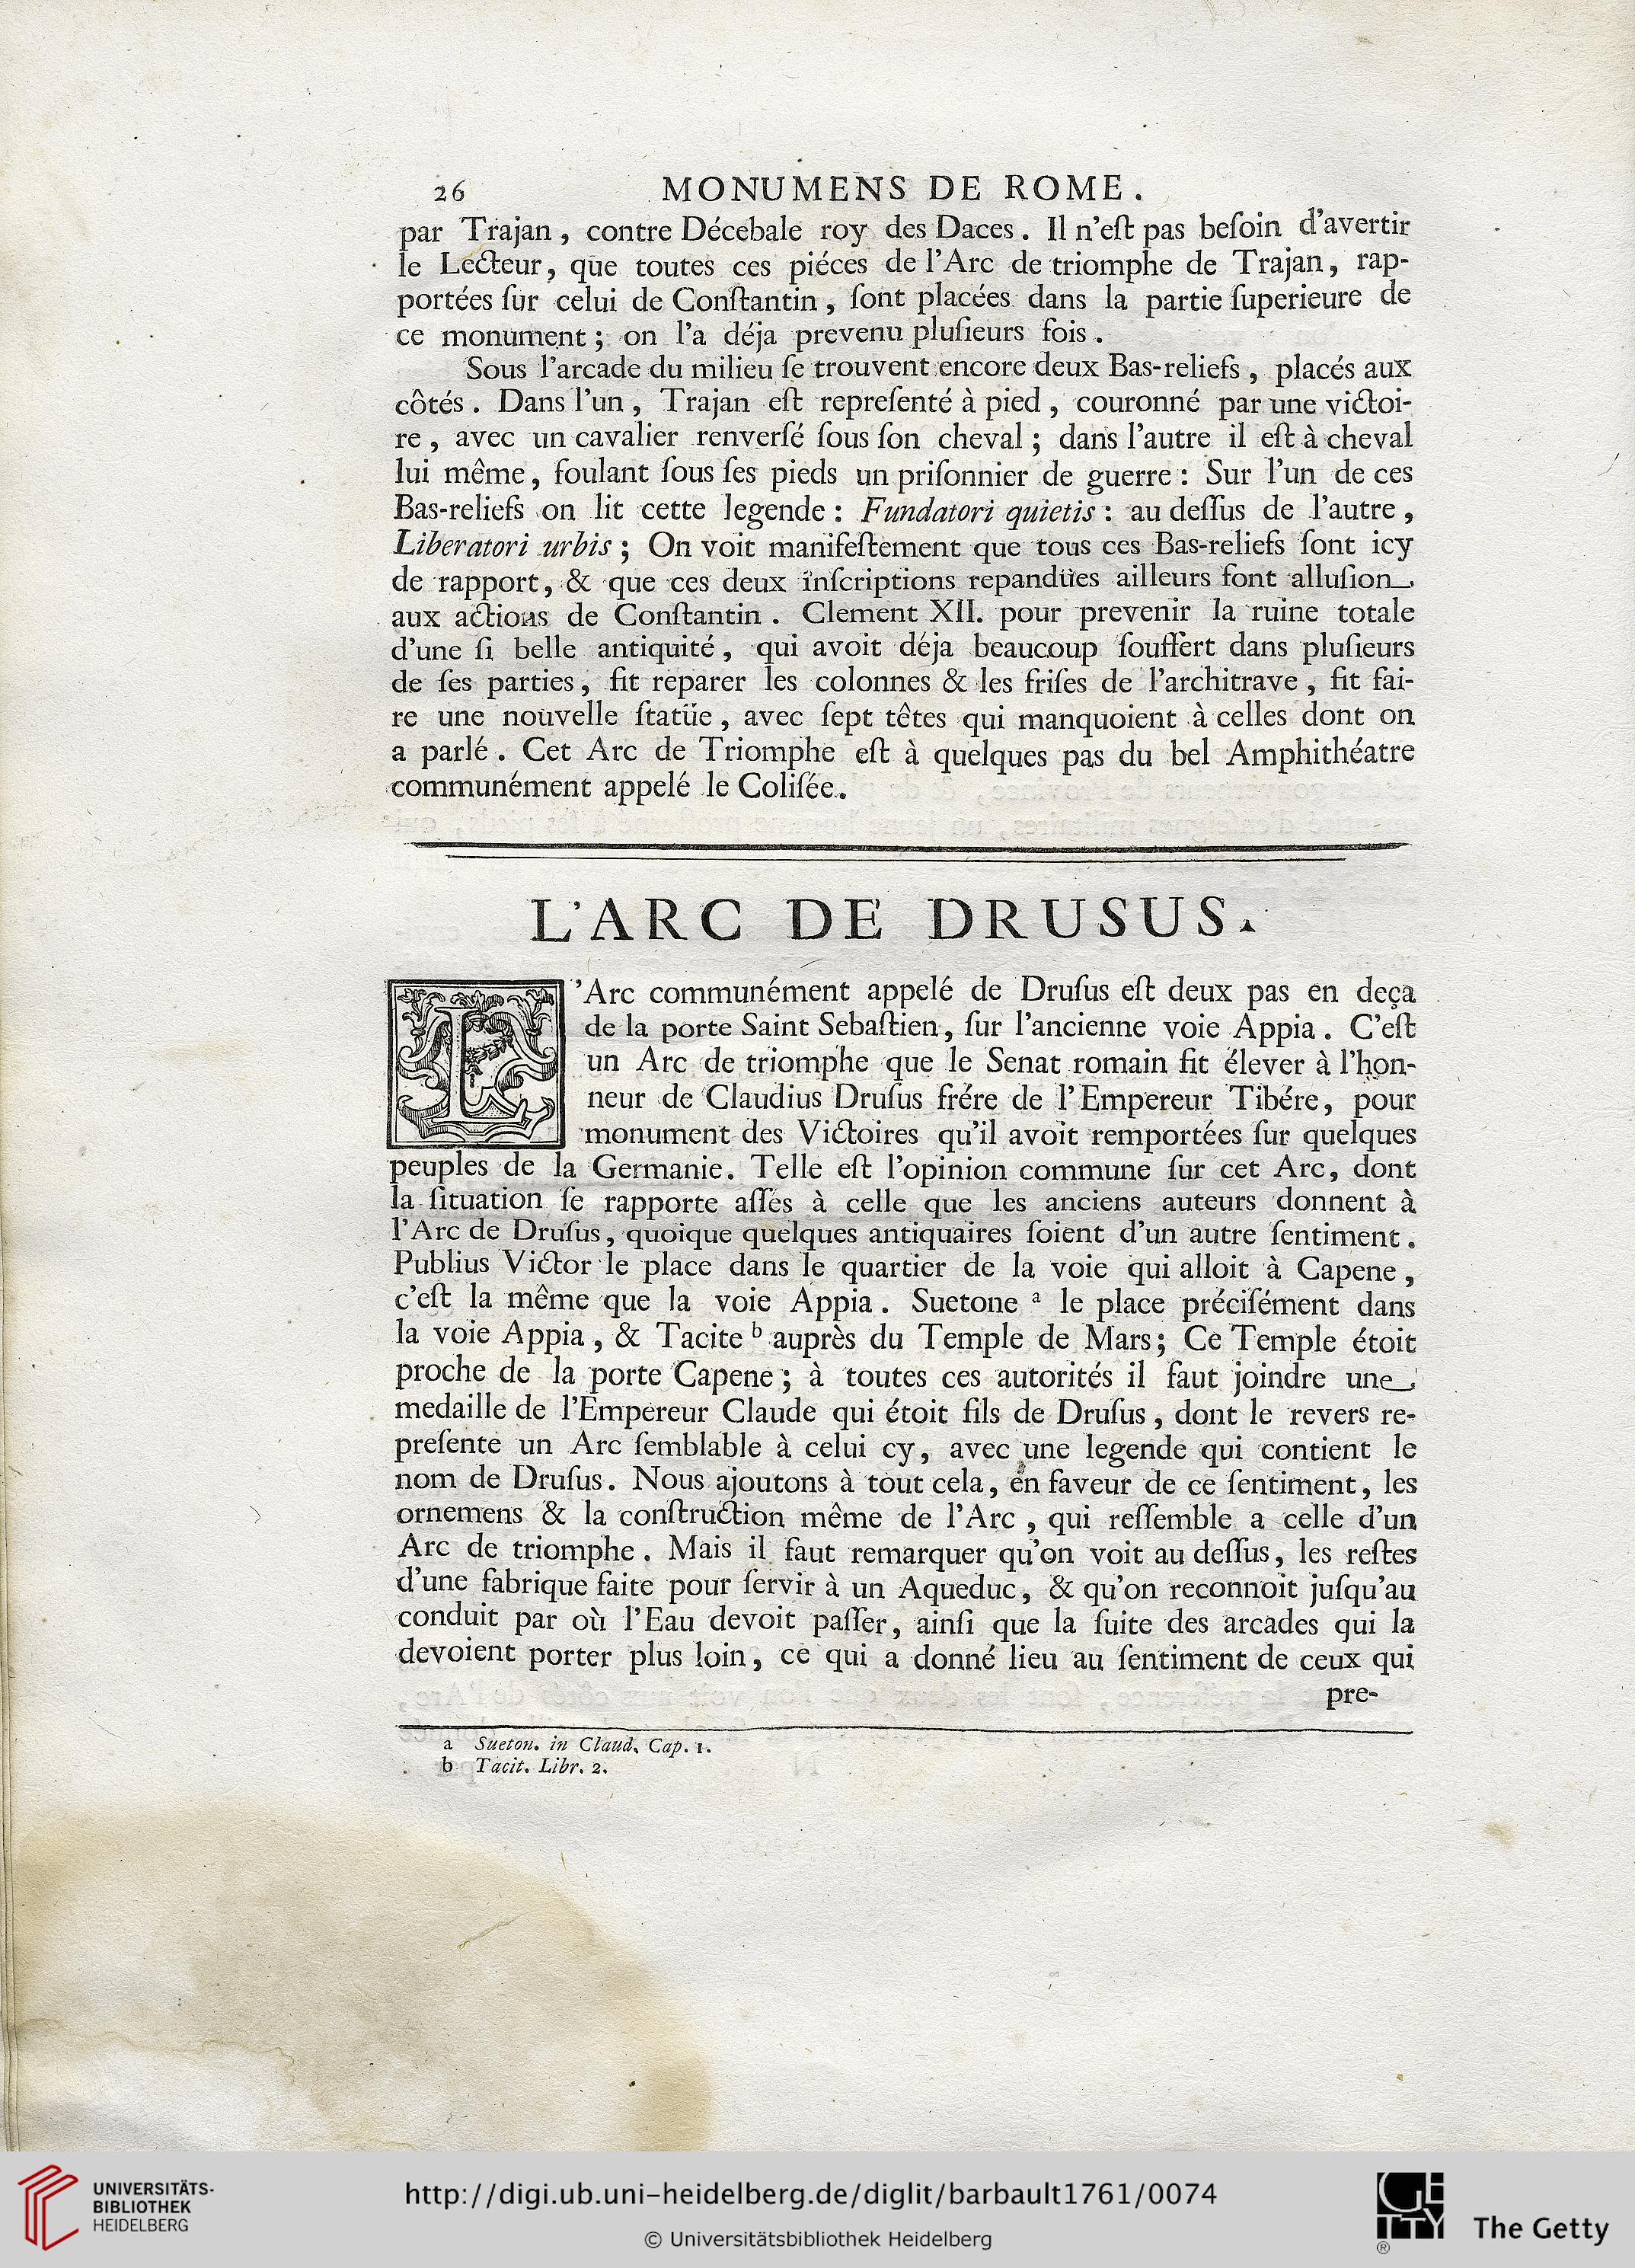 26 MONUMENS DE ROME.
par Trajan, contre Décebale roy des Daces. Il n'eſt pas beſoin d'avertir
le Lecteur, que toutes ces piéces de l'Arc de triomphe de Trajan, rap-
portées ſur celui de Conſtantin, ſont placées dans la partie ſuperieure de
ce monument; on l'a déja prevenu pluſieurs fois.
Sous l'arcade du milieu ſe trouvent encore deux Bas-reliefs, placés aux
côtés. Dans l'un, Trajan eſt repreſenté à pied, couronné par une victoi-
re, avec un cavalier renverſé ſous ſon cheval; dans l'autre il eſt à cheval
lui même, foulant ſous ſes pieds un priſonnier de guerre: Sur l'un de ces
Bas-reliefs on lit cette legende: Fundatori quietis: au deſſus de l'autre,
Liberatori urbis; On voit manifeſtement que tous ces Bas-reliefs ſont icy
de rapport, & que ces deux inſcriptions repandües ailleurs font alluſion
aux actions de Conſtantin. Clement XII. pour prevenir la ruine totale
d'une ſi belle antiquité, qui avoit déja beaucoup ſouffert dans pluſieurs
de ſes parties, fit reparer les colonnes & les friſes de l'architrave, fit fai-
re une nouvelle ſtatüe, avec ſept têtes qui manquoient à celles dont on
a parlé. Cet Arc de Triomphe eſt à quelques pas du bel Amphithéatre
communément appelé le Coliſée.
L'ARC DE DRUSUS.
L'Arc communément appelé de Druſus eſt deux pas en deça
de la porte Saint Sebaſtien, ſur l'ancienne voie Appia. C'eſt
un Arc de triomphe que le Senat romain fit élever à l'hon-
neur de Claudius Druſus frére de l'Empereur Tibére, pour
monument des Victoires qu'il avoit remportées ſur quelques
peuples de la Germanie. Telle eſt l'opinion commune ſur cet Arc, dont
la ſituation ſe rapporte aſſés à celle que les anciens auteurs donnent à
l'Arc de Druſus, quoique quelques antiquaires ſoient d'un autre ſentiment.
Publius Victor le place dans le quartier de la voie qui alloit à Capene,
c'eſt la même que la voie Appia. Suetone a le place préciſément dans
la voie Appia, & Tacite b auprès du Temple de Mars; Ce Temple étoit
proche de la porte Capene; à toutes ces autorités il faut joindre une
medaille de l'Empereur Claude qui étoit fils de Druſus, dont le revers re-
preſente un Arc ſemblable à celui cy, avec une legende qui contient le
nom de Druſus. Nous ajoutons à tout cela, en faveur de ce ſentiment, les
ornemens & la conſtruction même de l'Arc, qui reſſemble a celle d'un
Arc de triomphe. Mais il faut remarquer qu'on voit au deſſus, les reſtes
d'une fabrique faite pour ſervir à un Aqueduc, & qu'on reconnoit juſqu'au
conduit par où l'Eau devoit paſſer, ainſi que la ſuite des arcades qui la
devoient porter plus loin, ce qui a donné lieu au ſentiment de ceux qui
pre-
a Sueton. in Claud. Cap. 1.
b Tacit. Libr. 2.
UNIVERSITÄTS-
BIBLIOTHEK
HEIDELBERG
http://digi.ub.uni-heidelberg.de/diglit/barbault1761/0074
© Universitätsbibliothek Heidelberg
GETTY
®
The Getty